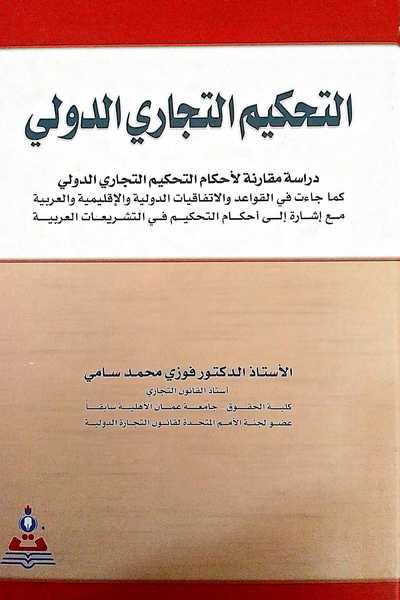 التحكيم التجاري الدولي
دراسة مقارنة لأحكام التحكيم التجاري الدولي
كما جاءت في القواعد والاتفاقيات الدولية والإقليمية والعربية
مع إشارة إلى أحكام التحكيم في التشريعات العربية
الأستاذ الدكتور فوزي محمد سامي
أستاذ القانون التجاري
كلية الحقوق - جامعة عمان الأهلية سابقاً
عضو لجنة الأمم المتحدة لقانون التجارة الدولية